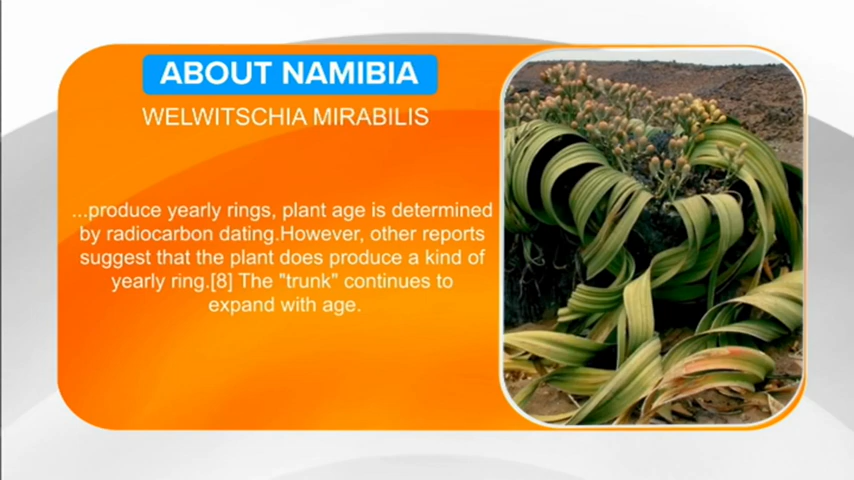 ABOUT NAMIBIA
WELWITSCHIA MIRABILIS
...produce yearly rings, plant age is determined
by radiocarbon dating.However, other reports
suggest that the plant does produce a kind of
yearly ring.[8] The "trunk" continues to
expand with age.